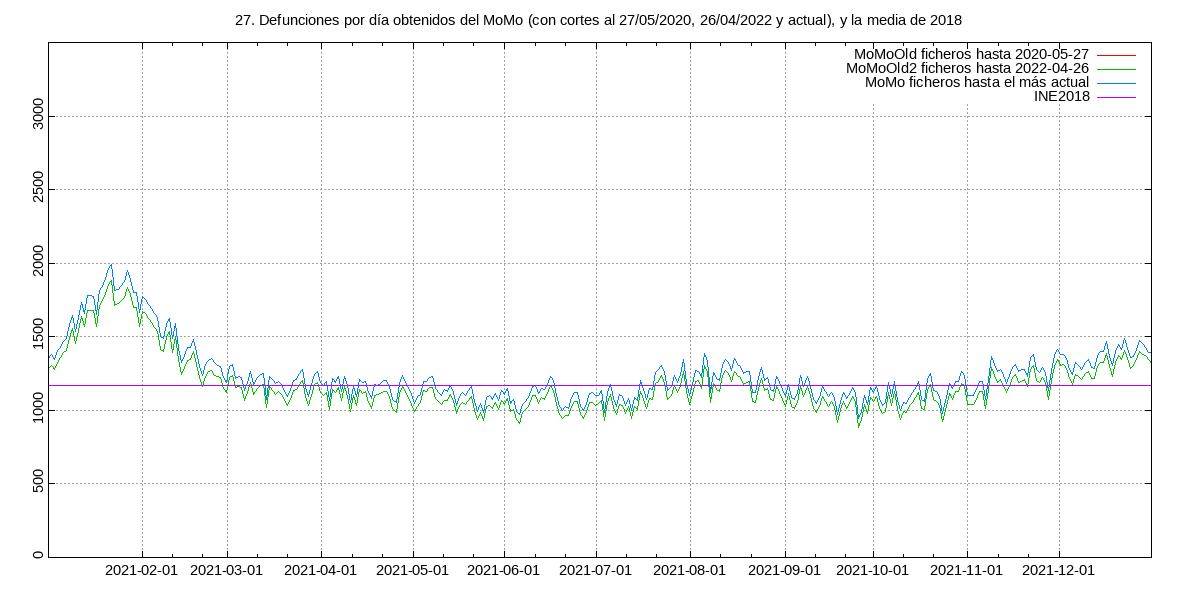 27. Defunciones por día obtenidos del MoMo (con cortes al 27/05/2020, 26/04/2022 y actual), y la media de 2018
MoMoOld ficheros hasta 2020-05-27
MoMoOld2 ficheros hasta 2022-04-26
MoMo ficheros hasta el más actual
INE2018
3000
2500
2000
1500
1000
500
0
2021-02-01 2021-03-01 2021-04-01 2021-05-01 2021-06-01 2021-07-01 2021-08-01 2021-09-01 2021-10-01 2021-11-01 2021-12-01